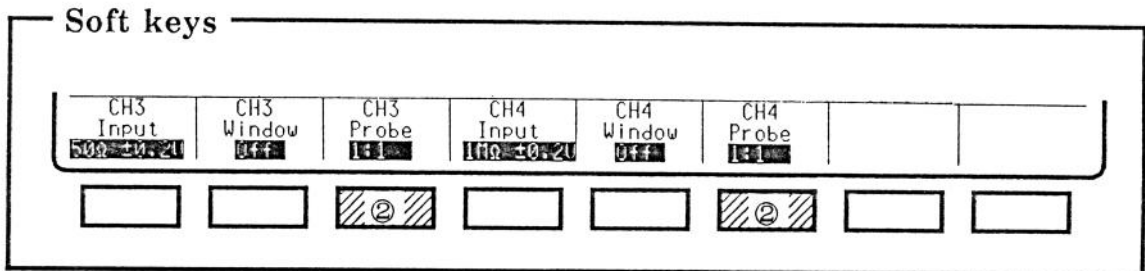 Soft keys
CH3 CH3 CH3 CH4 CH4 CH4
Input Window Probe Input Window Probe
50Ω ±0.2V Off 1:1 1MΩ ±0.2V Off 1:1
② ②